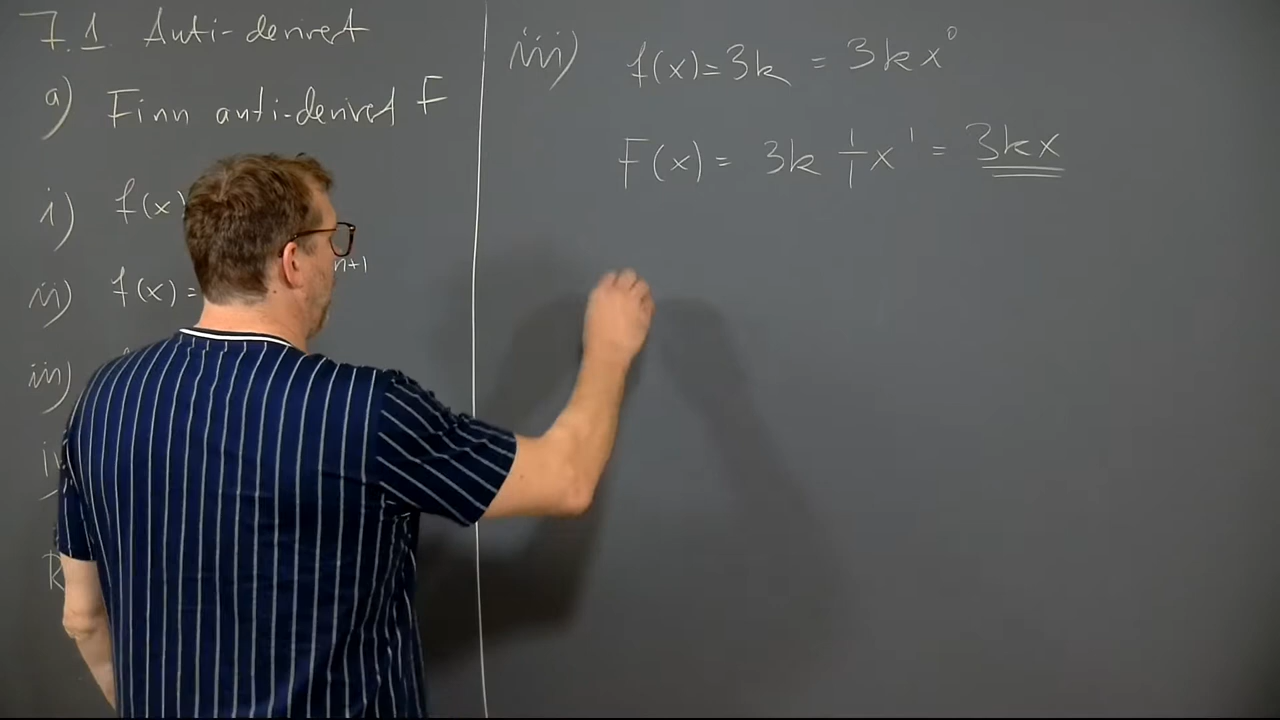 7.1 Anti-derivert
a) Finn anti-derivert F
i) f(x)
ii) f(x) = n+1
iii)
iii) f(x) = 3k = 3kx⁰
F(x) = 3k 1/1 x¹ = 3kx